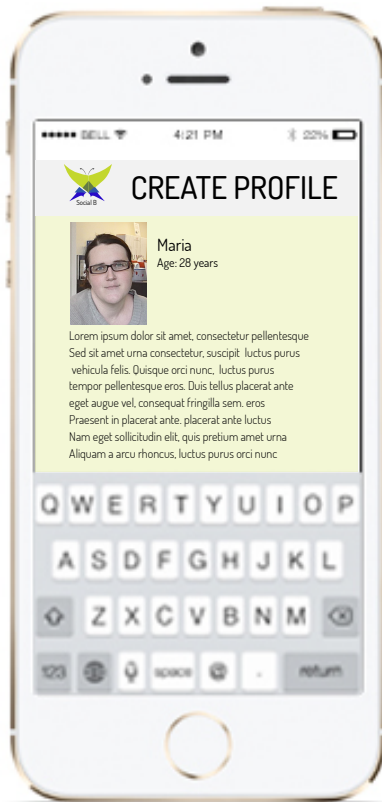 BELL 4:21 PM 22%
Social B
CREATE PROFILE
Maria
Age: 28 years
Lorem ipsum dolor sit amet, consectetur pellentesque
Sed sit amet urna consectetur, suscipit luctus purus
vehicula felis. Quisque orci nunc, luctus purus
tempor pellentesque eros. Duis tellus placerat ante
eget augue vel, consequat fringilla sem. eros
Praesent in placerat ante. placerat ante luctus
Nam eget sollicitudin elit, quis pretium amet urna
Aliquam a arcu rhoncus, luctus purus orci nunc
Q W E R T Y U I O P
A S D F G H J K L
Z X C V B N M
123 space @ . return